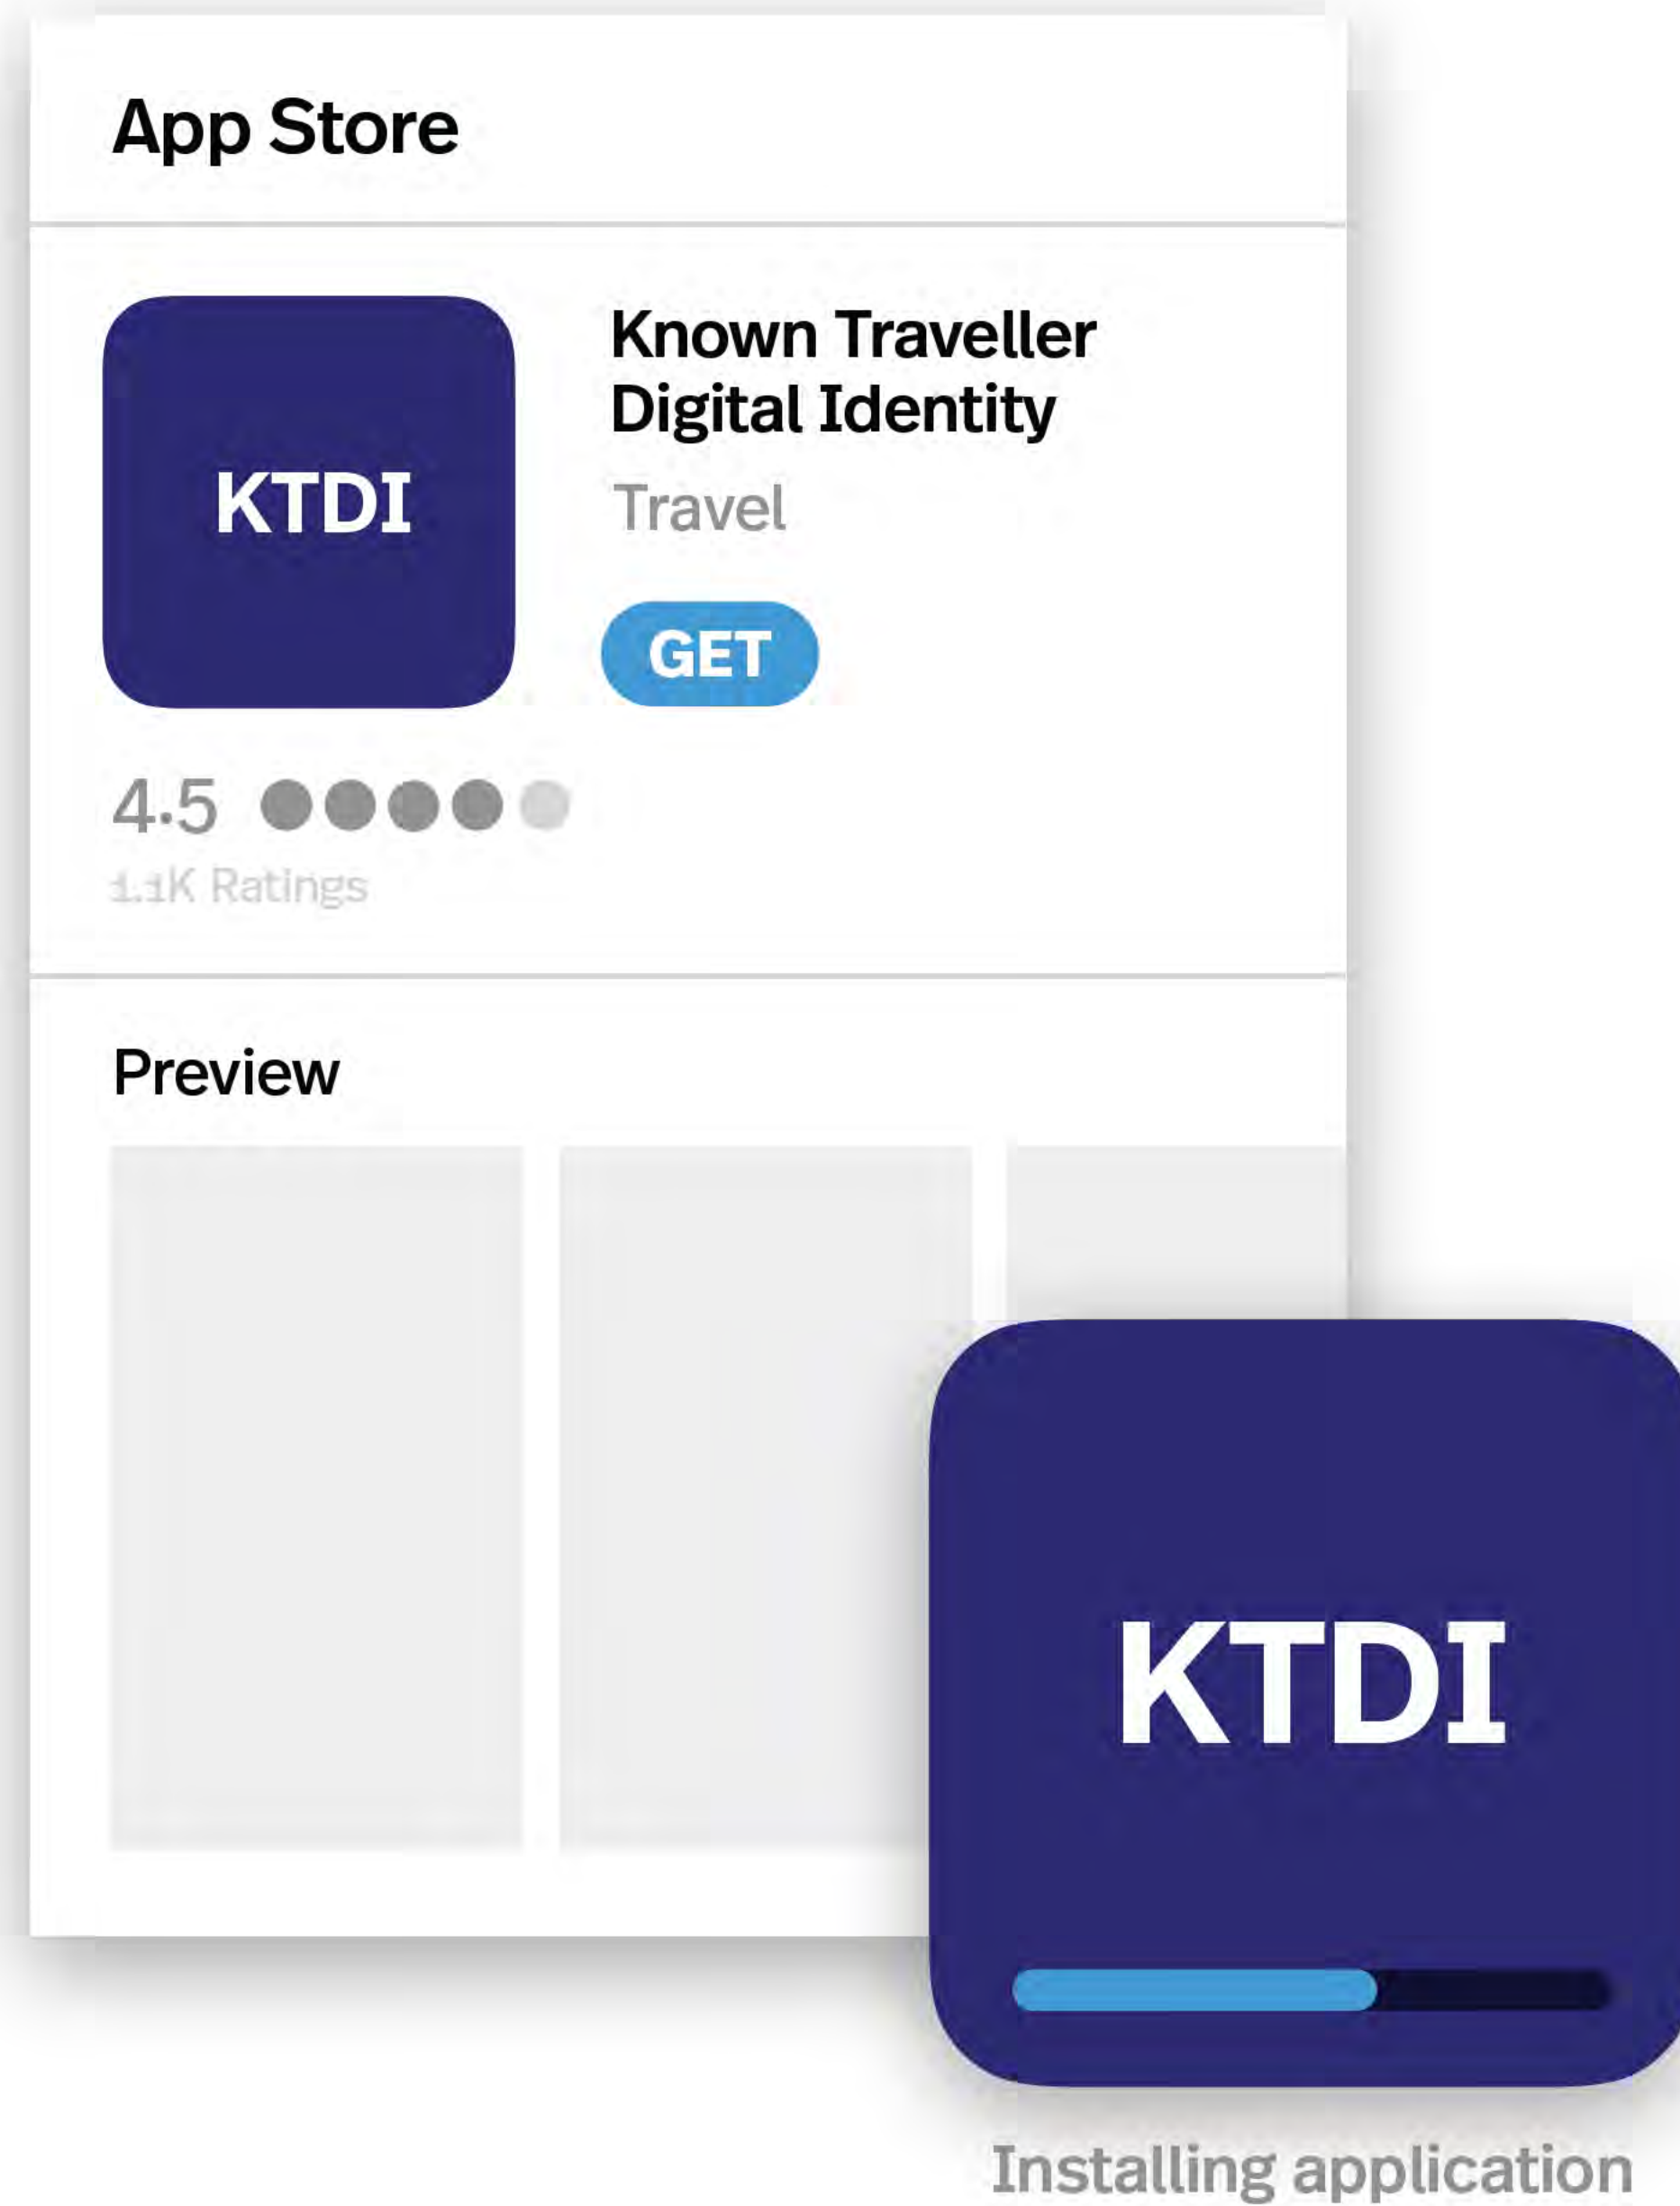 App Store
KTDI
Known Traveller
Digital Identity
Travel
GET
4.5
1.1K Ratings
Preview
KTDI
Installing application